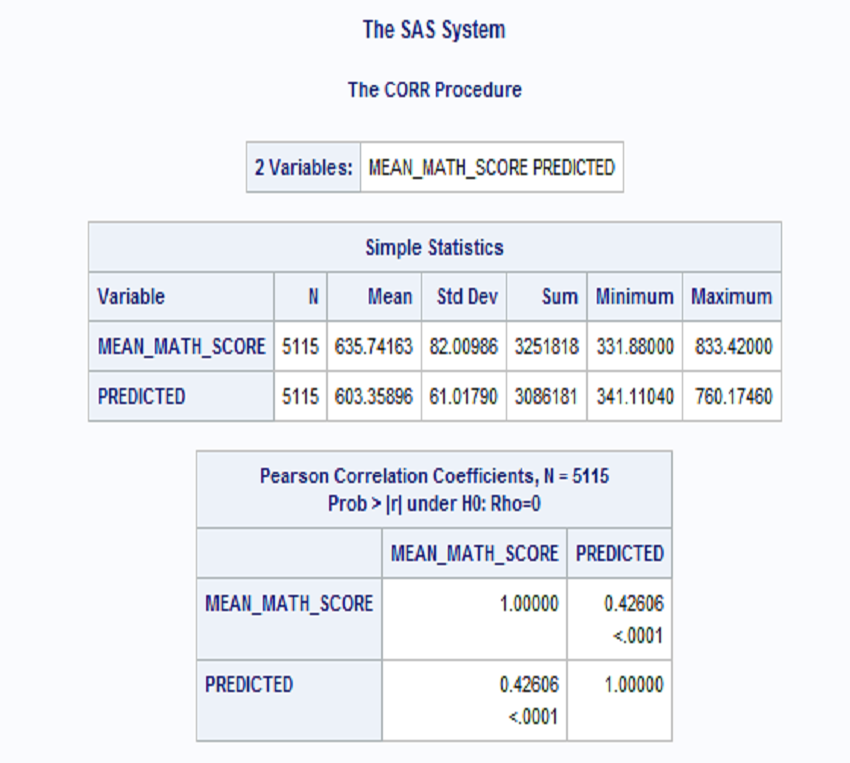 The SAS System
The CORR Procedure
2 Variables: MEAN_MATH_SCORE PREDICTED
Simple Statistics
Variable N Mean Std Dev Sum Minimum Maximum
MEAN_MATH_SCORE 5115 635.74163 82.00986 3251818 331.88000 833.42000
PREDICTED 5115 603.35896 61.01790 3086181 341.11040 760.17460
Pearson Correlation Coefficients, N = 5115
Prob > |r| under H0: Rho=0
MEAN_MATH_SCORE PREDICTED
MEAN_MATH_SCORE 1.00000 0.42606
<.0001
PREDICTED 0.42606 1.00000
<.0001